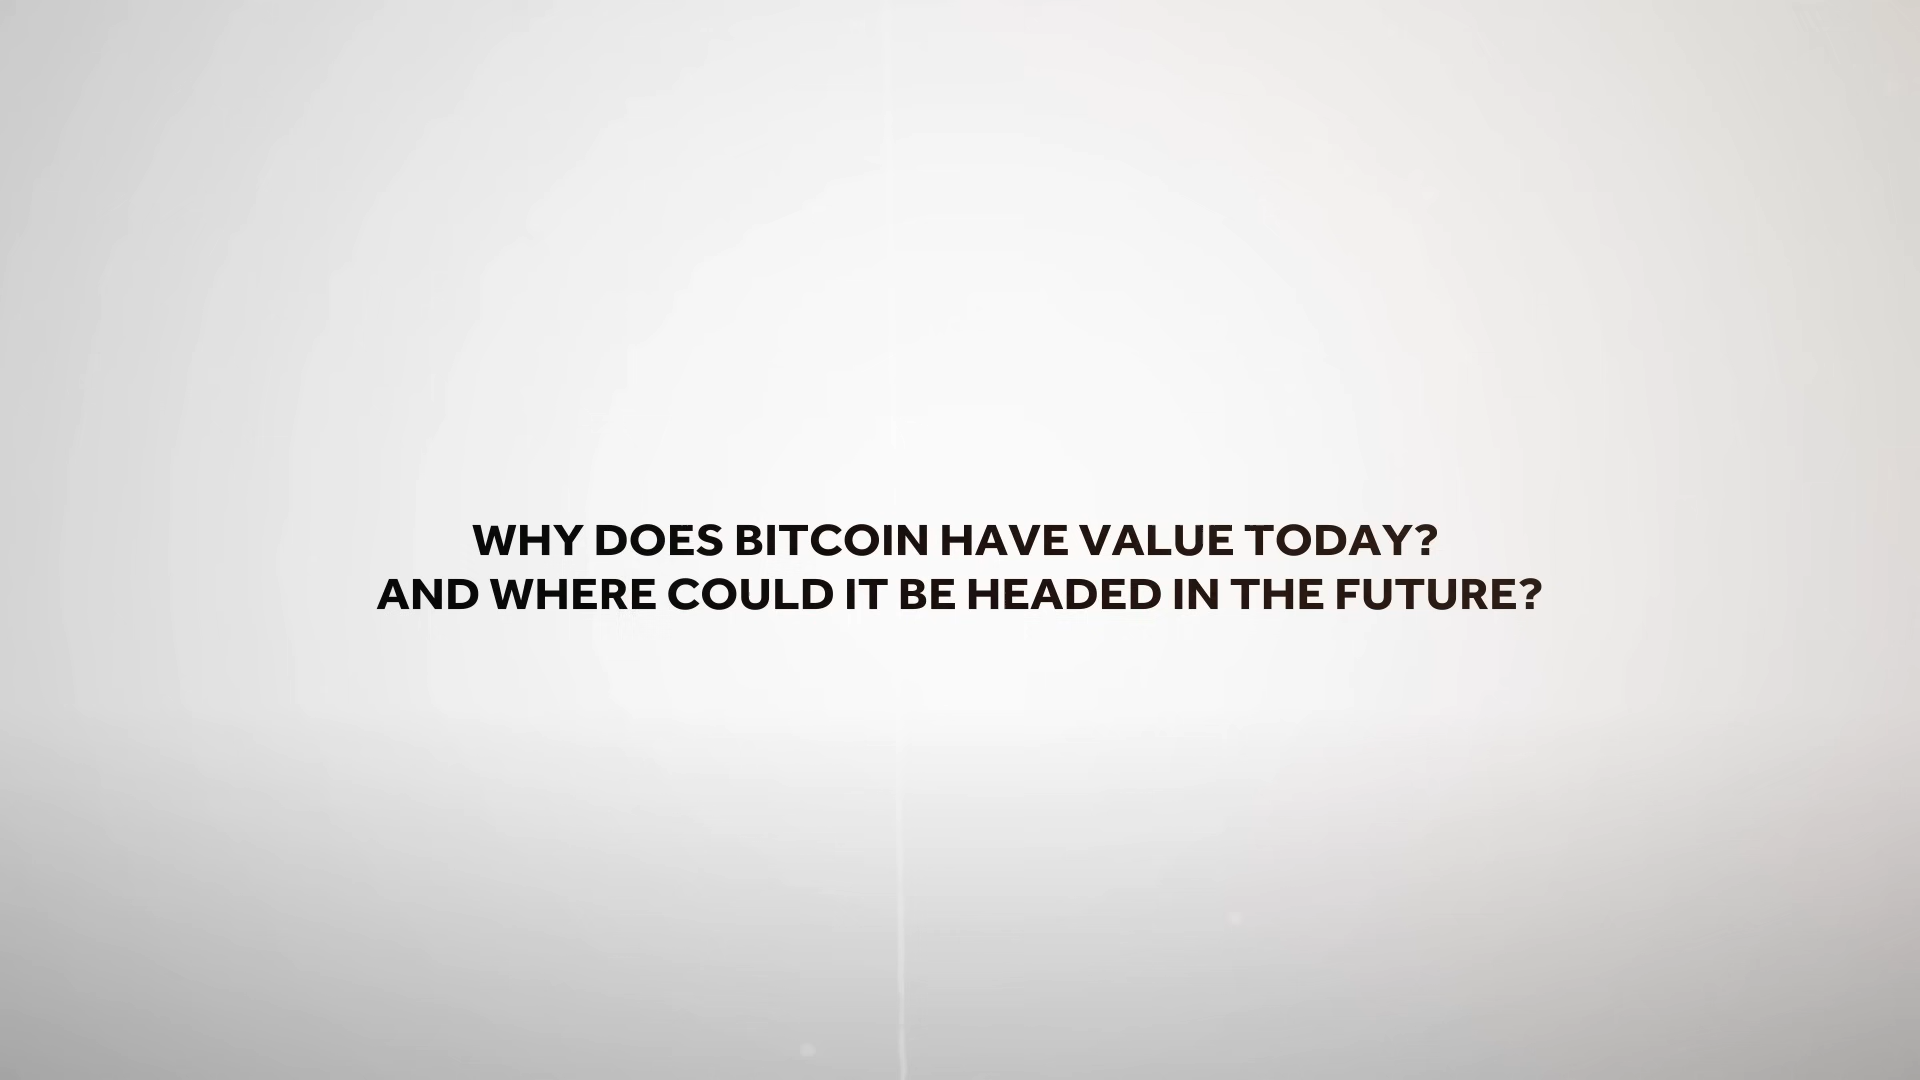 WHY DOES BITCOIN HAVE VALUE TODAY?
AND WHERE COULD IT BE HEADED IN THE FUTURE?